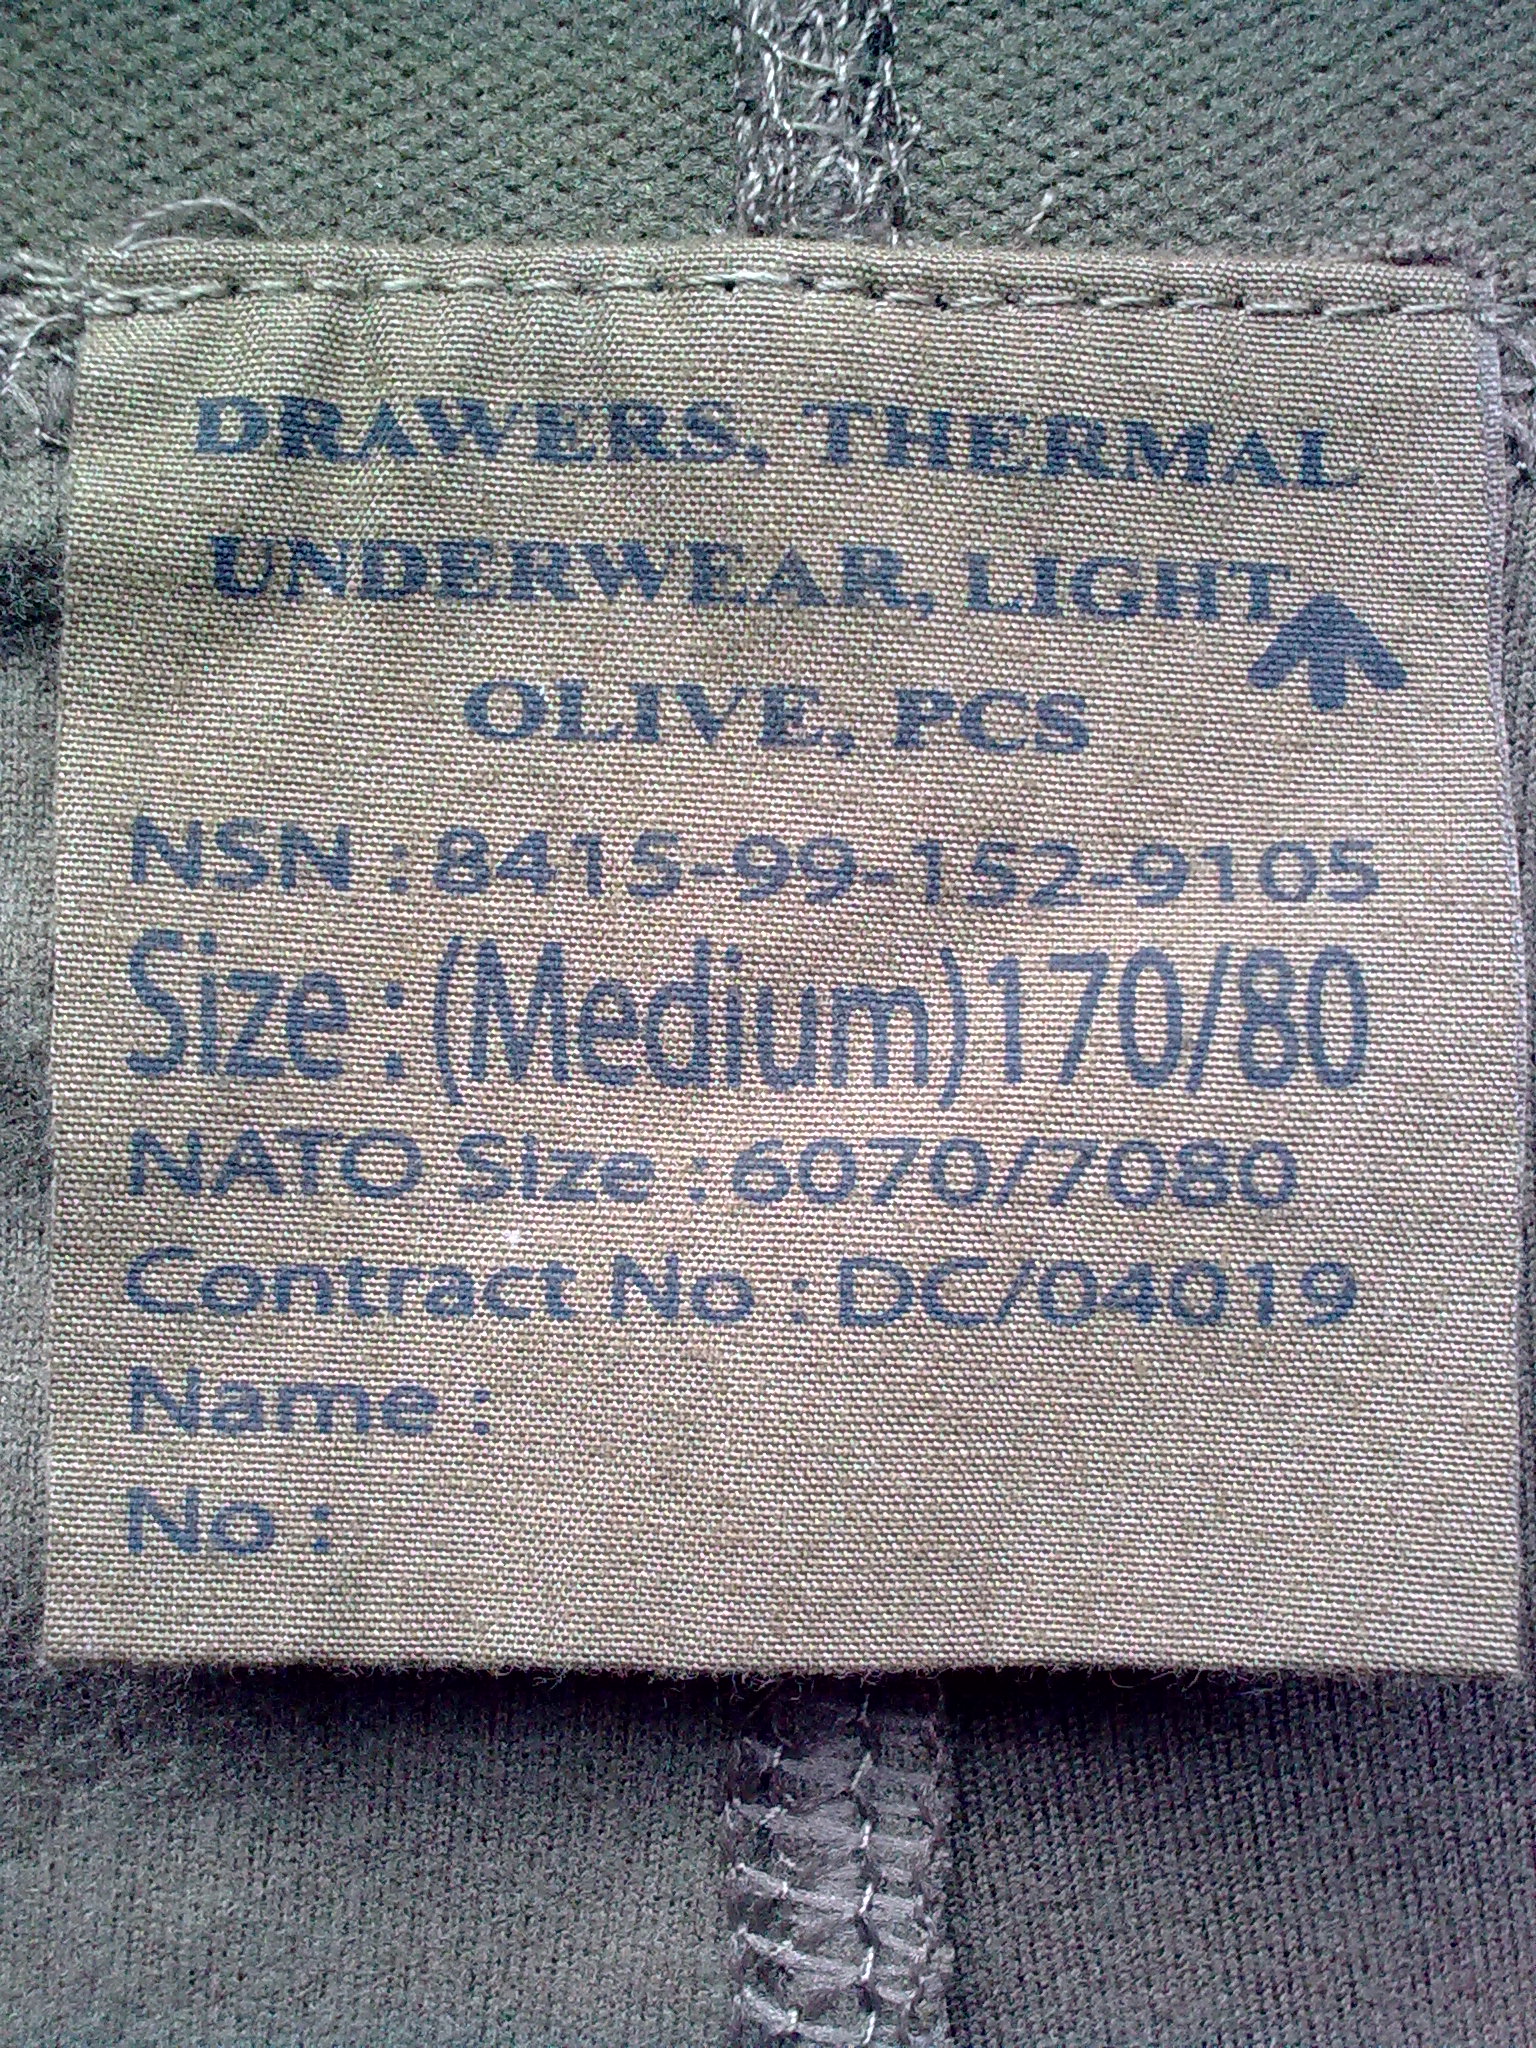 DRAWERS, THERMAL
UNDERWEAR, LIGHT
OLIVE, PCS
NSN : 8415-99-152-9105
Size : (Medium) 170/80
NATO Size : 6070/7080
Contract No : DC/04019
Name :
No :